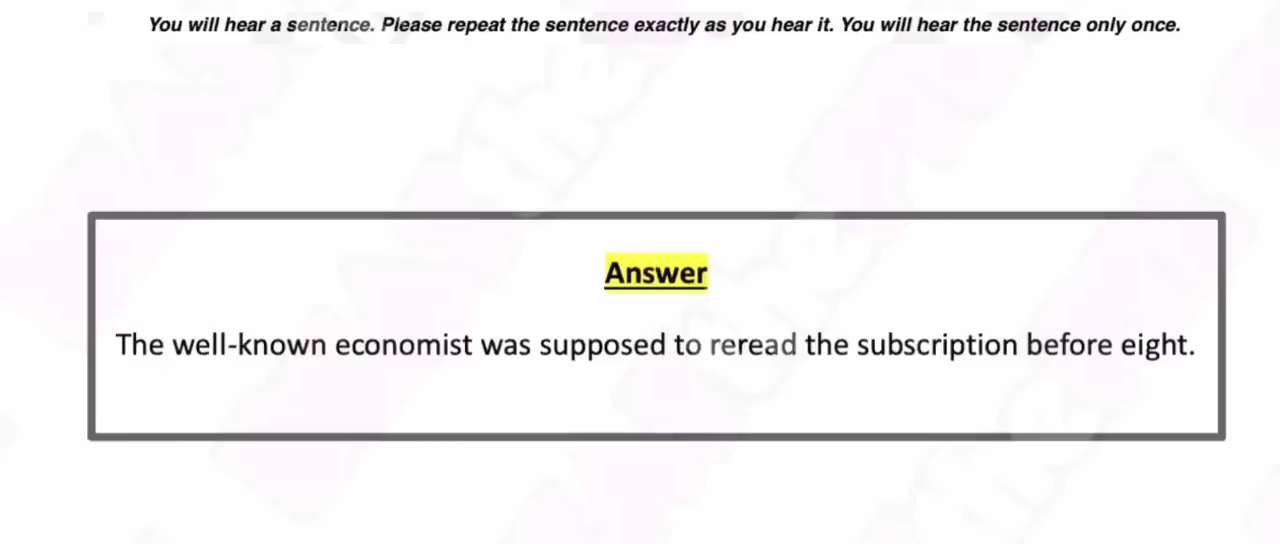 You will hear a sentence. Please repeat the sentence exactly as you hear it. You will hear the sentence only once.
Answer
The well-known economist was supposed to reread the subscription before eight.